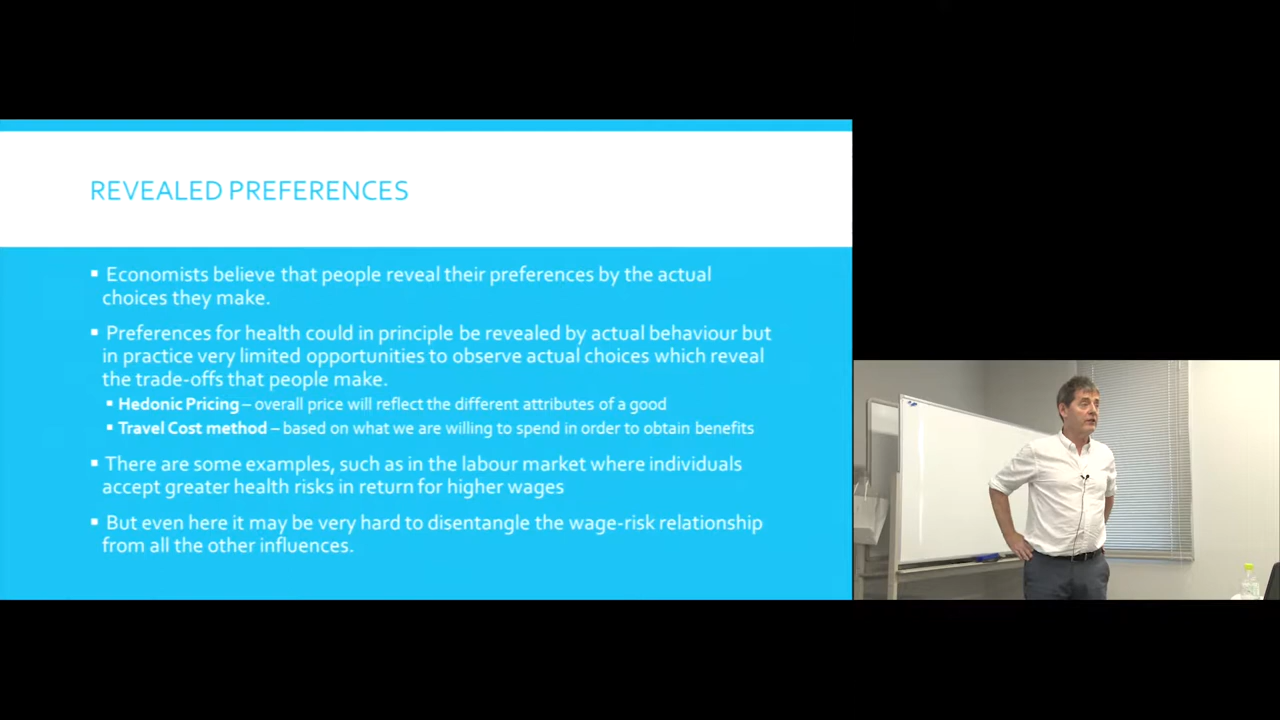 REVEALED PREFERENCES
▪ Economists believe that people reveal their preferences by the actual
choices they make.
▪ Preferences for health could in principle be revealed by actual behaviour but
in practice very limited opportunities to observe actual choices which reveal
the trade-offs that people make.
▪ Hedonic Pricing – overall price will reflect the different attributes of a good
▪ Travel Cost method – based on what we are willing to spend in order to obtain benefits
▪ There are some examples, such as in the labour market where individuals
accept greater health risks in return for higher wages
▪ But even here it may be very hard to disentangle the wage-risk relationship
from all the other influences.